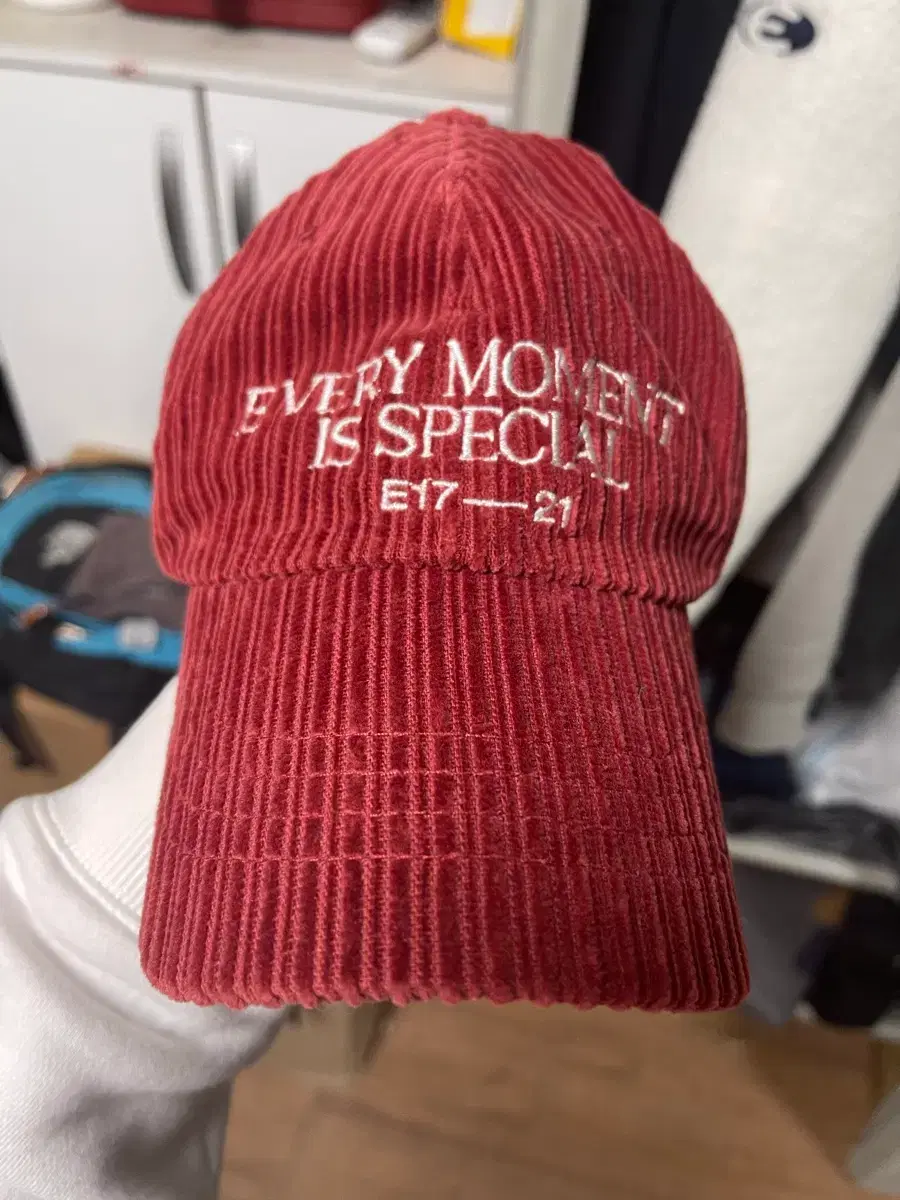 EVERY MOMENT
IS SPECIAL
E17—21